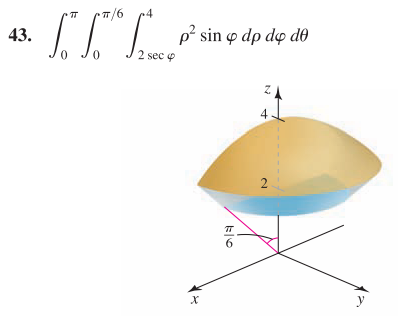 43. ∫₀^π ∫₀^{π/6} ∫_{2 sec φ}^4 ρ² sin φ dρ dφ dθ
z
4
2
π/6
x
y